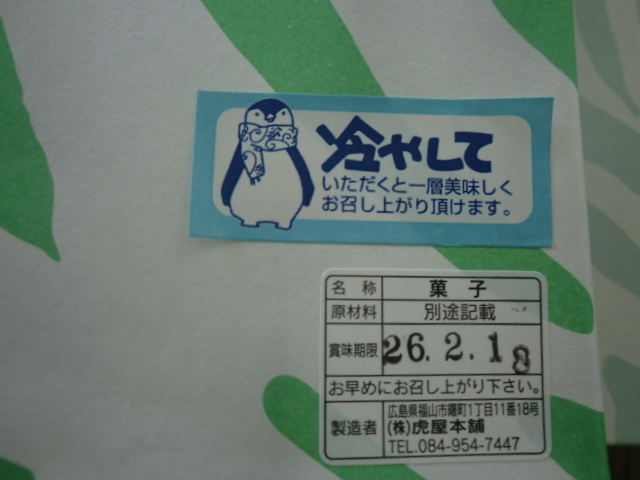 冷やして
いただくと一層美味しく
お召し上がり頂けます。
名称 菓子
原材料 別途記載
賞味期限 26.2.18
お早めにお召し上がり下さい。
製造者 広島県福山市曙町1丁目11番18号
(株)虎屋本舗
TEL.084-954-7447